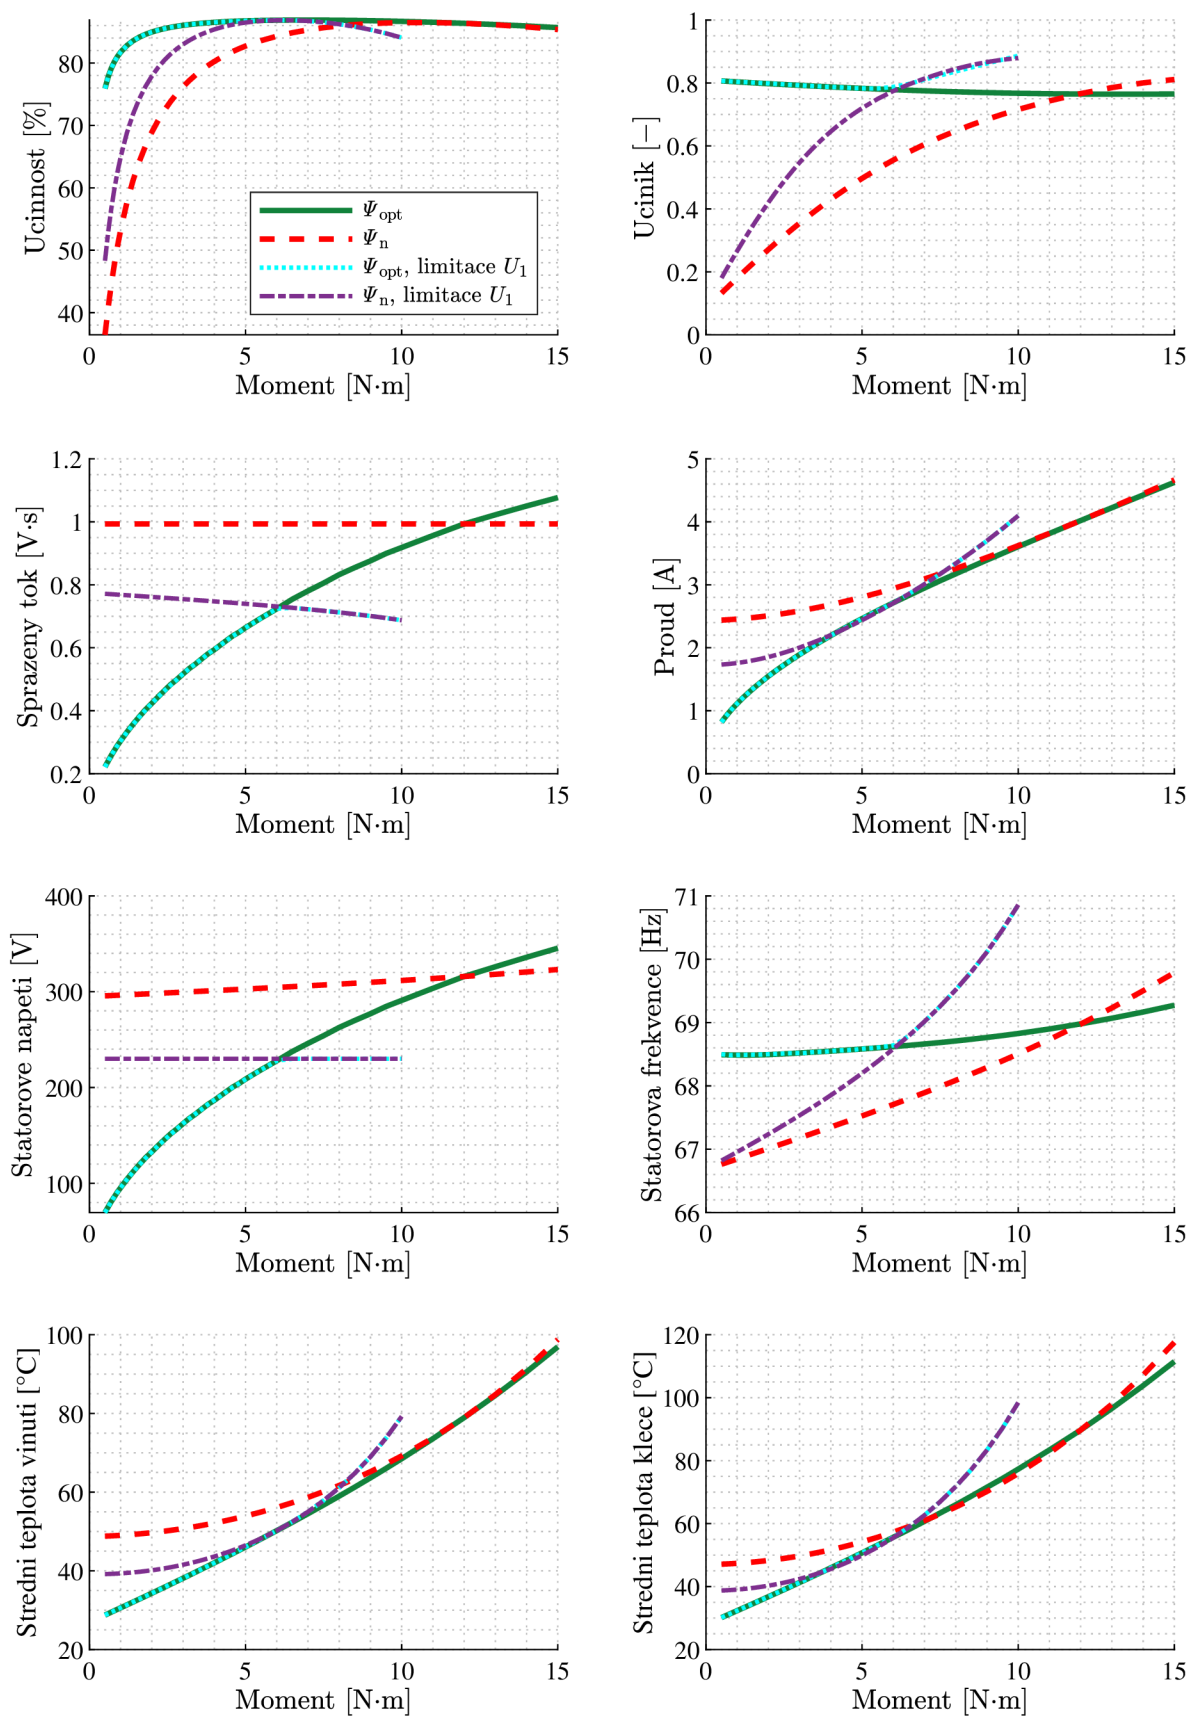 Ucinnost [%]
80
70
60
50
40
0 5 10 15
Moment [N·m]
Ψopt
Ψn
Ψopt, limitace U1
Ψn, limitace U1
Ucinik [−]
1
0.8
0.6
0.4
0.2
0
0 5 10 15
Moment [N·m]
Sprazeny tok [V·s]
1.2
1
0.8
0.6
0.4
0.2
0 5 10 15
Moment [N·m]
Proud [A]
5
4
3
2
1
0
0 5 10 15
Moment [N·m]
Statorove napeti [V]
400
300
200
100
0 5 10 15
Moment [N·m]
Statorova frekvence [Hz]
71
70
69
68
67
66
0 5 10 15
Moment [N·m]
Stredni teplota vinuti [°C]
100
80
60
40
20
0 5 10 15
Moment [N·m]
Stredni teplota klece [°C]
120
100
80
60
40
20
0 5 10 15
Moment [N·m]